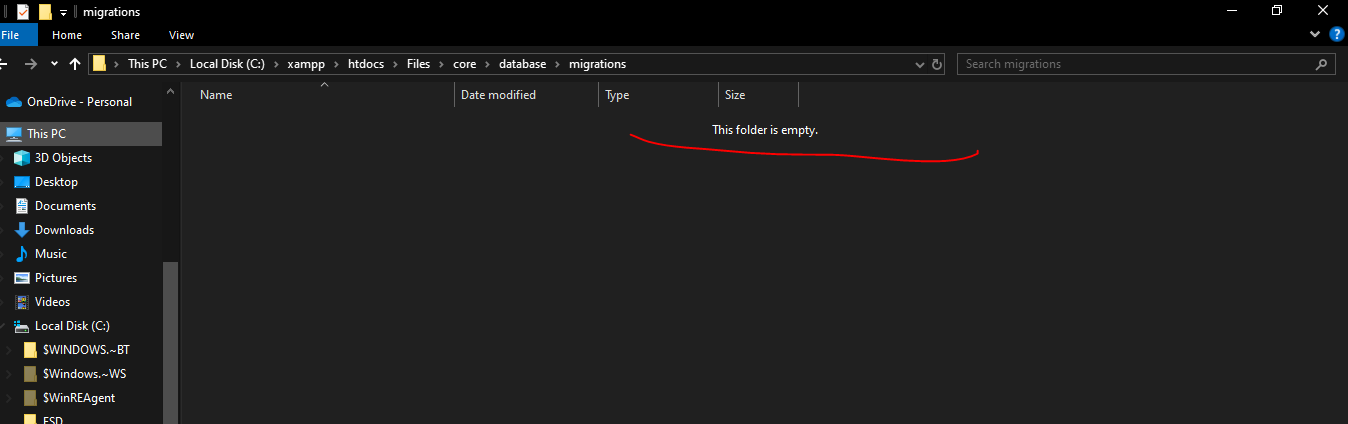 migrations
File Home Share View
This PC Local Disk (C:) xampp htdocs Files core database migrations Search migrations
Name Date modified Type Size
This folder is empty.
OneDrive - Personal
This PC
3D Objects
Desktop
Documents
Downloads
Music
Pictures
Videos
Local Disk (C:)
$WINDOWS.~BT
$Windows.~WS
$WinREAgent
ESD